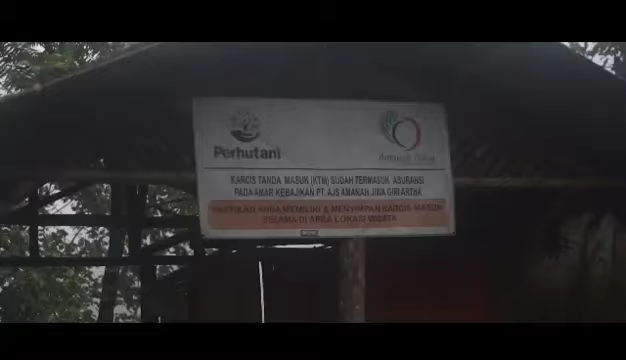 Perhutani
KARCIS TANDA MASUK (KTM) SUDAH TERMASUK ASURANSI
PADA AMAR KEBAJIKAN PT. AJS AMANAH JIWA GIRI ARTHA
PASTIKAN ANDA MEMILIKI & MENYIMPAN KARCIS MASUK
SELAMA DI AREA LOKASI WISATA